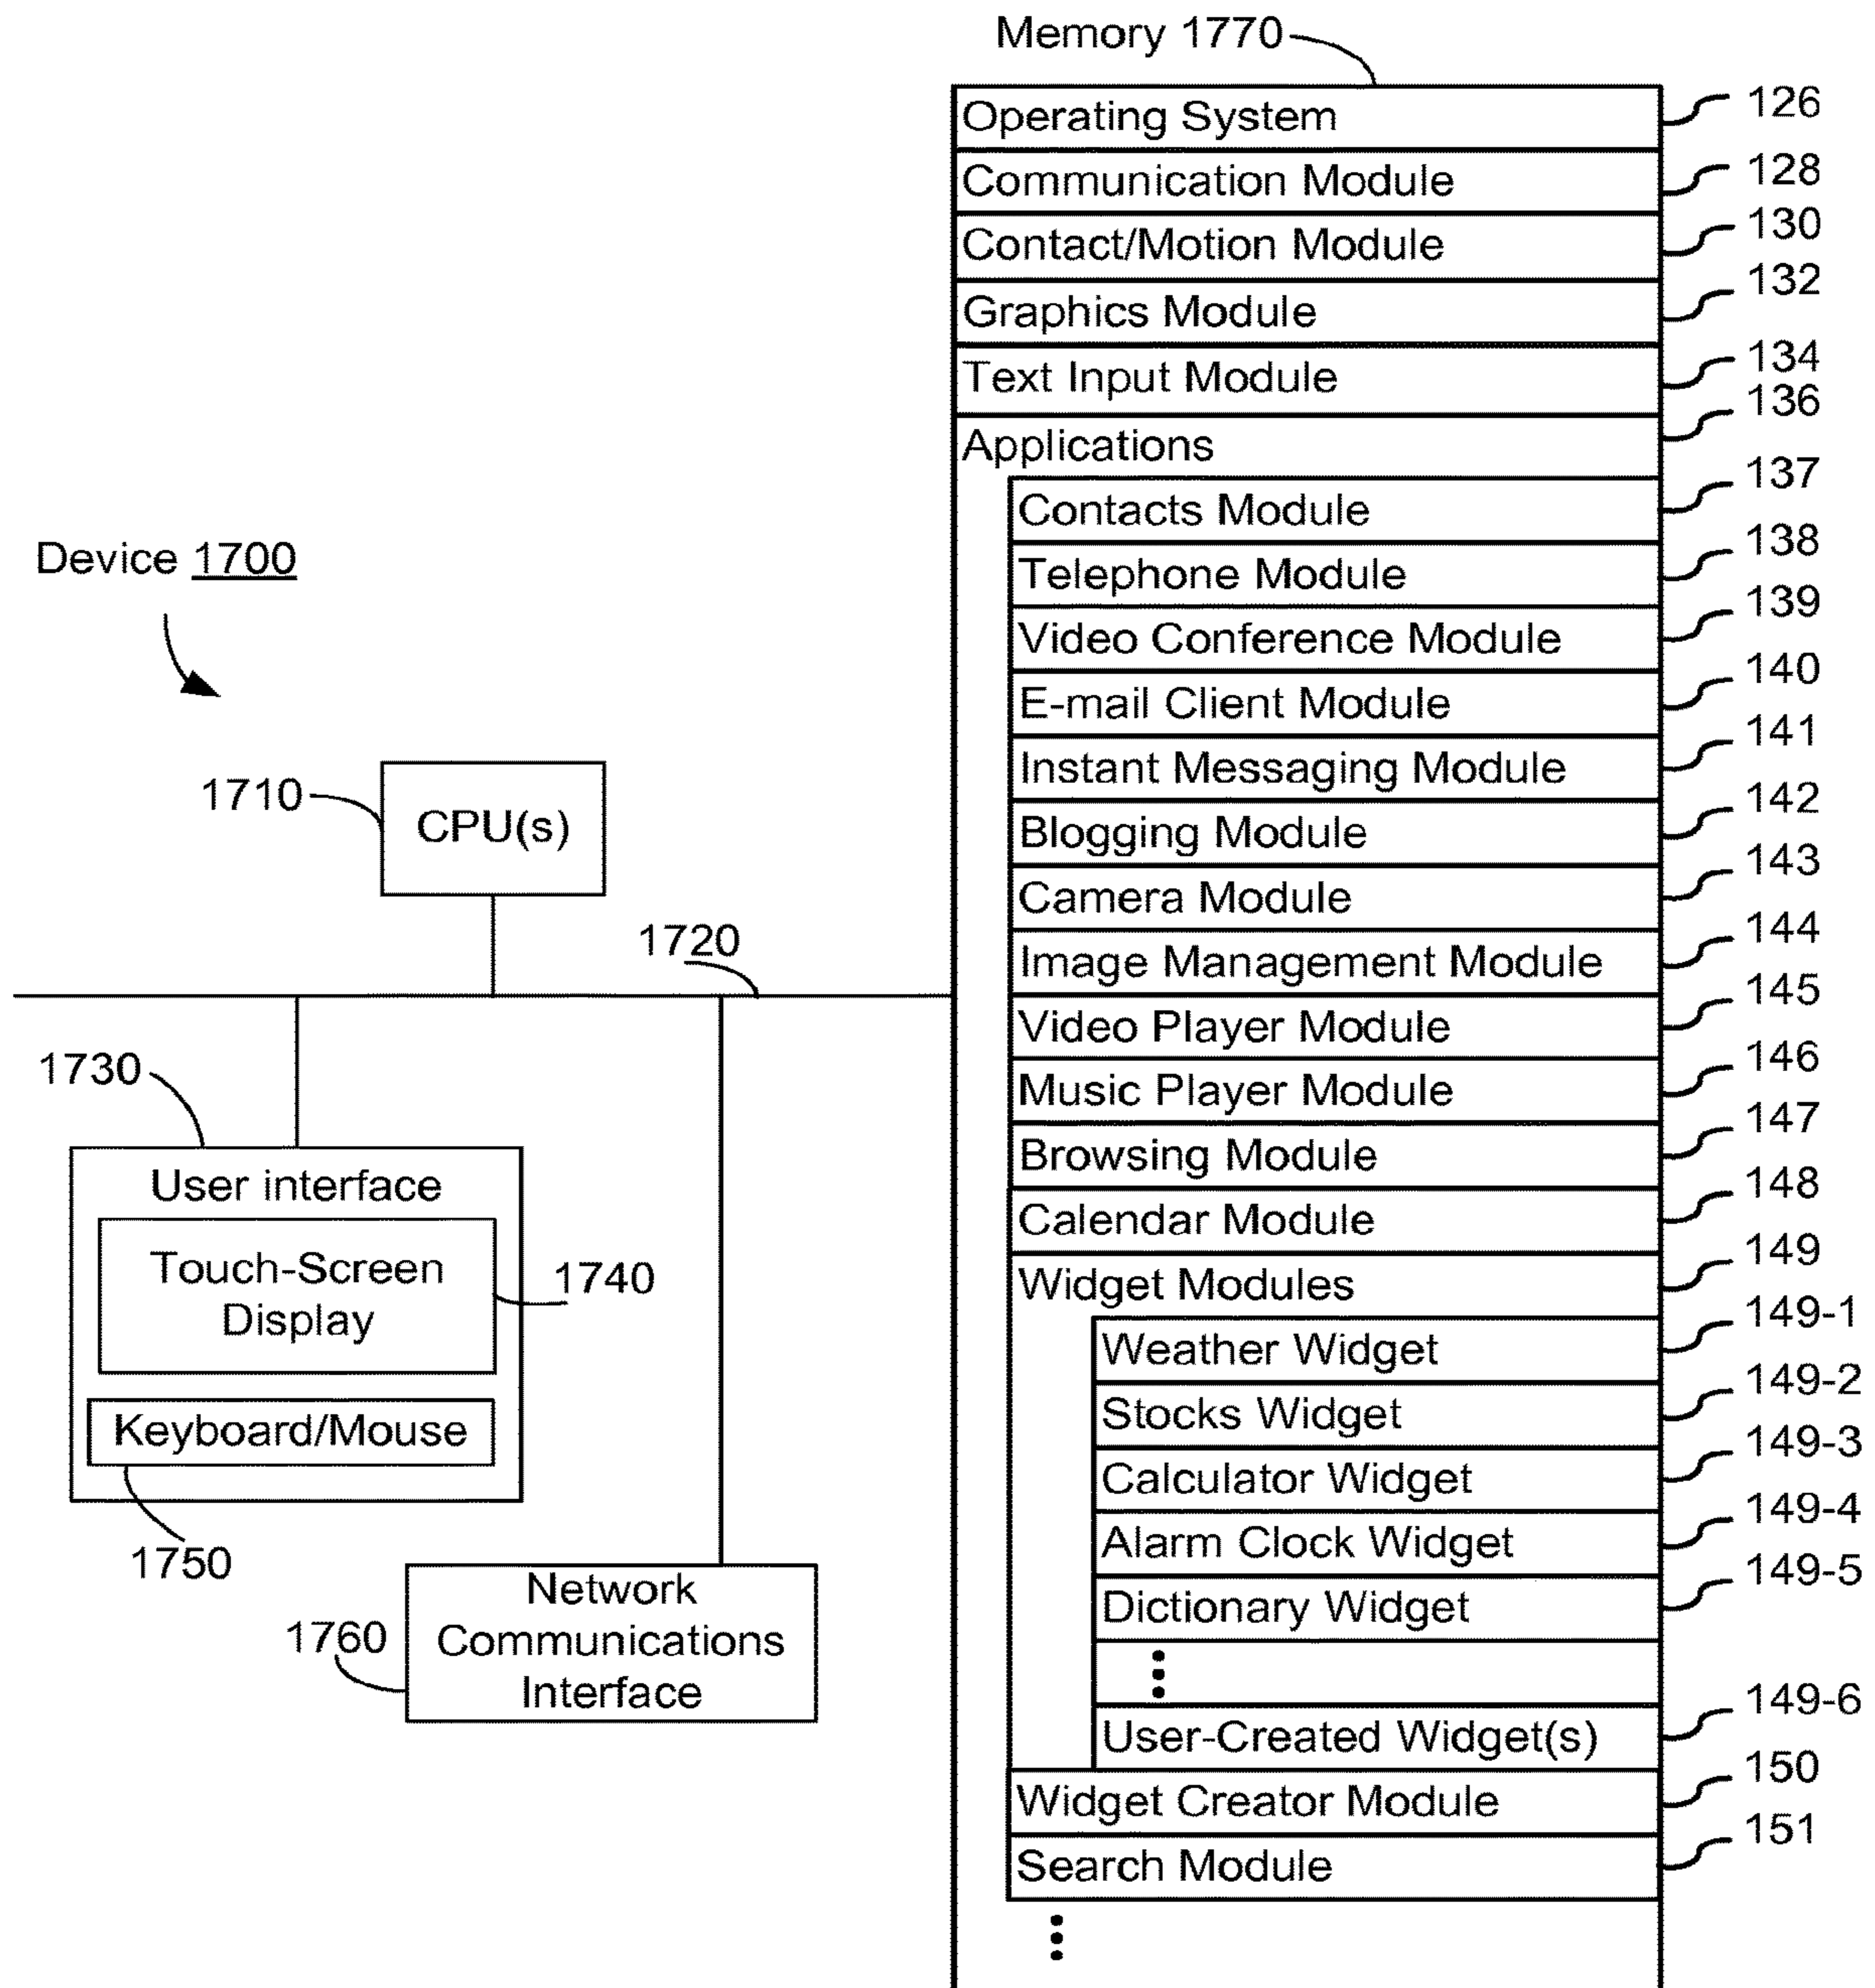 Memory 1770
Operating System 126
Communication Module 128
Contact/Motion Module 130
Graphics Module 132
Text Input Module 134
Applications 136
Contacts Module 137
Telephone Module 138
Video Conference Module 139
E-mail Client Module 140
Instant Messaging Module 141
Blogging Module 142
Camera Module 143
Image Management Module 144
Video Player Module 145
Music Player Module 146
Browsing Module 147
Calendar Module 148
Widget Modules 149
Weather Widget 149-1
Stocks Widget 149-2
Calculator Widget 149-3
Alarm Clock Widget 149-4
Dictionary Widget 149-5
User-Created Widget(s) 149-6
Widget Creator Module 150
Search Module 151
Device 1700
1710
CPU(s)
1720
1730
User interface
Touch-Screen
Display
1740
Keyboard/Mouse
1750
Network
Communications
Interface
1760